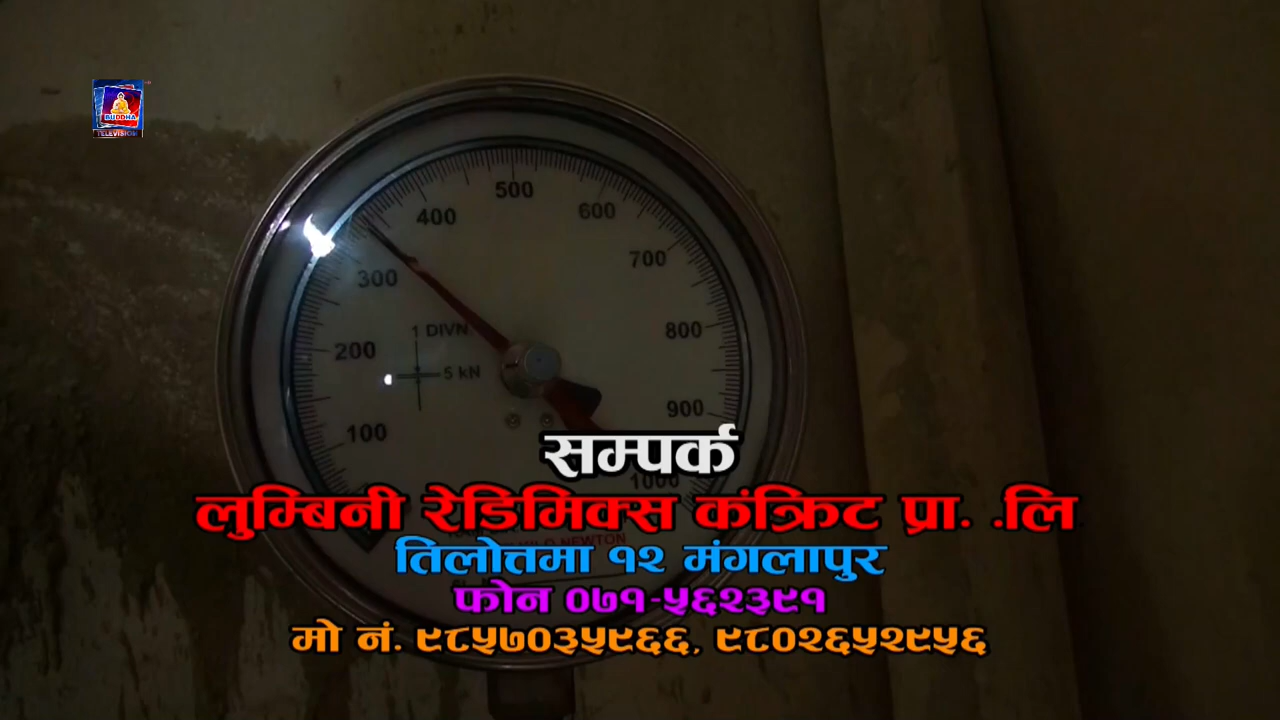 BUDDHA
TELEVISION
500
400
600
700
300
1 DIVN
800
200
5 kN
900
100
सम्पर्क
1000
लुम्बिनी रेडिमिक्स कंक्रिट प्रा. .लि
NEWTON
तिलोत्तमा १२ मंगलापुर
फोन ०७१-५६२३९१
मो नं. ९८५७०३५९६६, ९८०२६५२९५६